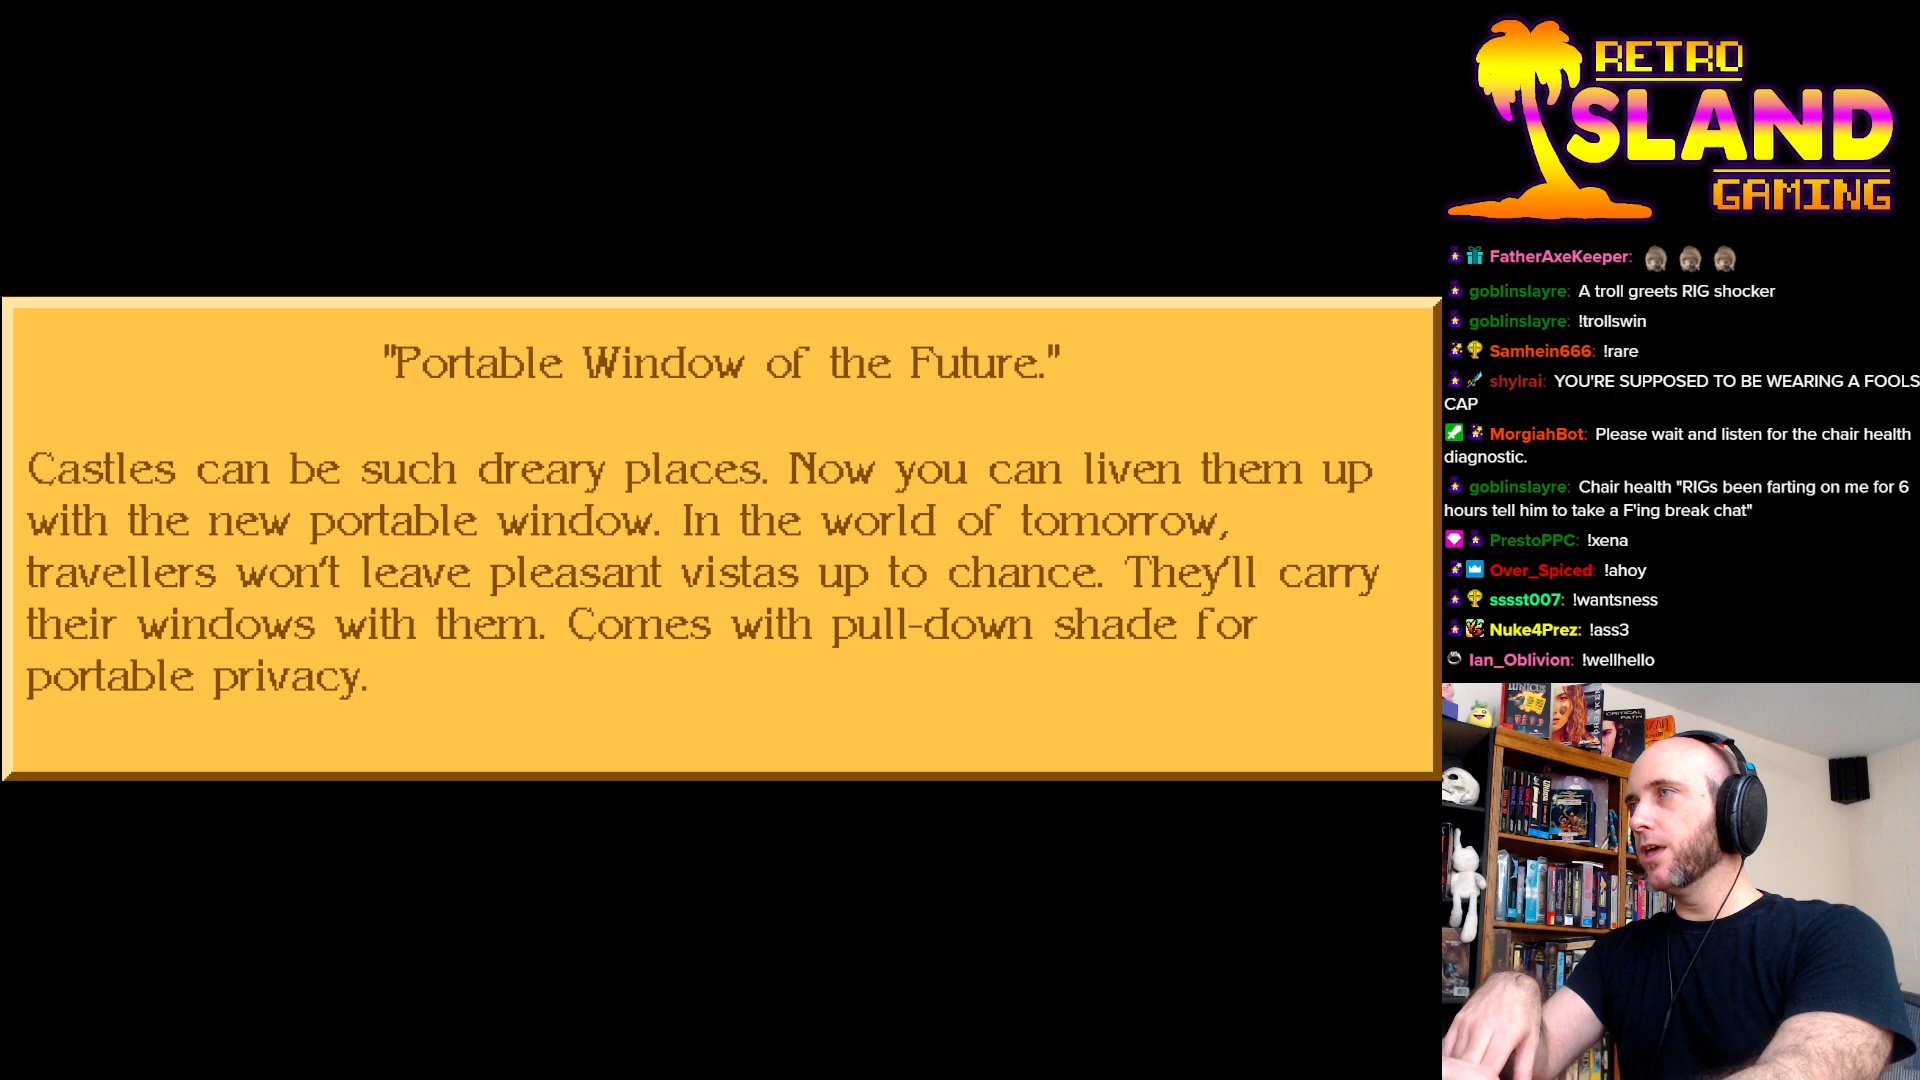 "Portable Window of the Future."
Castles can be such dreary places. Now you can liven them up
with the new portable window. In the world of tomorrow,
travellers won't leave pleasant vistas up to chance. They'll carry
their windows with them. Comes with pull-down shade for
portable privacy.
RETRO
ISLAND
GAMING
FatherAxeKeeper:
goblinslayre: A troll greets RIG shocker
goblinslayre: !trollswin
Samhein666: !rare
shylrai: YOU'RE SUPPOSED TO BE WEARING A FOOLS
CAP
MorgiahBot: Please wait and listen for the chair health
diagnostic.
goblinslayre: Chair health "RIGs been farting on me for 6
hours tell him to take a F'ing break chat"
PrestoPPC: !xena
Over_Spiced: !ahoy
sssst007: !wantsness
Nuke4Prez: !ass3
Ian_Oblivion: !wellhello
LUNICUS
CRITICAL
PATH